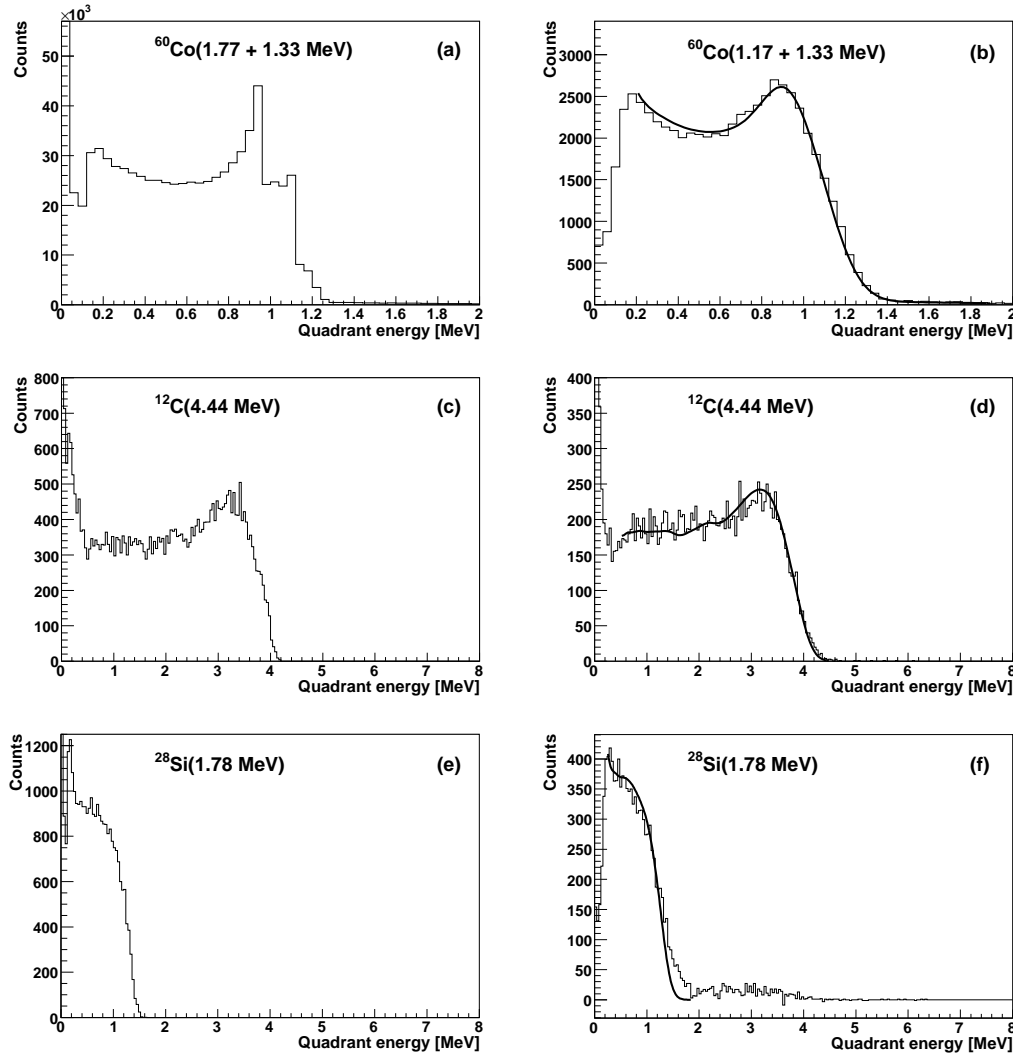 ×10³
Counts
50
40
30
20
10
0
⁶⁰Co(1.77 + 1.33 MeV)
(a)
0 0.2 0.4 0.6 0.8 1 1.2 1.4 1.6 1.8 2
Quadrant energy [MeV]
Counts
3000
2500
2000
1500
1000
500
0
⁶⁰Co(1.17 + 1.33 MeV)
(b)
0 0.2 0.4 0.6 0.8 1 1.2 1.4 1.6 1.8 2
Quadrant energy [MeV]
Counts
800
700
600
500
400
300
200
100
0
¹²C(4.44 MeV)
(c)
0 1 2 3 4 5 6 7 8
Quadrant energy [MeV]
Counts
400
350
300
250
200
150
100
50
0
¹²C(4.44 MeV)
(d)
0 1 2 3 4 5 6 7 8
Quadrant energy [MeV]
Counts
1200
1000
800
600
400
200
0
²⁸Si(1.78 MeV)
(e)
0 1 2 3 4 5 6 7 8
Quadrant energy [MeV]
Counts
400
350
300
250
200
150
100
50
0
²⁸Si(1.78 MeV)
(f)
0 1 2 3 4 5 6 7 8
Quadrant energy [MeV]